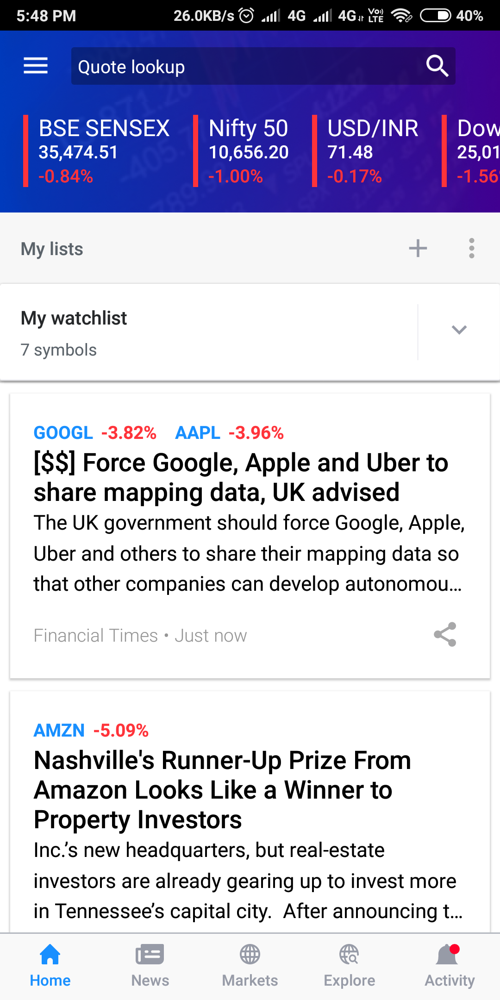 5:48 PM 26.0KB/s 4G 4G Vo)) LTE 40%
Quote lookup
BSE SENSEX Nifty 50 USD/INR Dow
35,474.51 10,656.20 71.48 25,01
-0.84% -1.00% -0.17% -1.56
My lists
My watchlist
7 symbols
GOOGL -3.82% AAPL -3.96%
[$$] Force Google, Apple and Uber to
share mapping data, UK advised
The UK government should force Google, Apple,
Uber and others to share their mapping data so
that other companies can develop autonomou...
Financial Times • Just now
AMZN -5.09%
Nashville's Runner-Up Prize From
Amazon Looks Like a Winner to
Property Investors
Inc.’s new headquarters, but real-estate
investors are already gearing up to invest more
in Tennessee’s capital city.  After announcing t...
Home News Markets Explore Activity